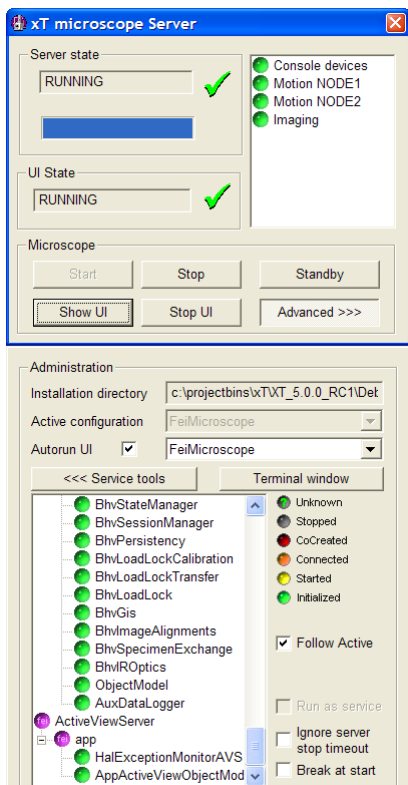 xT microscope Server
Server state
RUNNING
Console devices
Motion NODE1
Motion NODE2
Imaging
UI State
RUNNING
Microscope
Start Stop Standby
Show UI Stop UI Advanced >>>
Administration
Installation directory c:\projectbins\xT\XT_5.0.0_RC1\Deb
Active configuration FeiMicroscope
Autorun UI FeiMicroscope
<<< Service tools Terminal window
BhvStateManager
BhvSessionManager
BhvPersistency
BhvLoadLockCalibration
BhvLoadLockTransfer
BhvLoadLock
BhvGis
BhvImageAlignments
BhvSpecimenExchange
BhvIROptics
ObjectModel
AuxDataLogger
fei ActiveViewServer
fei app
HalExceptionMonitorAVS
AppActiveViewObjectMod
? Unknown
Stopped
CoCreated
Connected
Started
Initialized
Follow Active
Run as service
Ignore server
stop timeout
Break at start